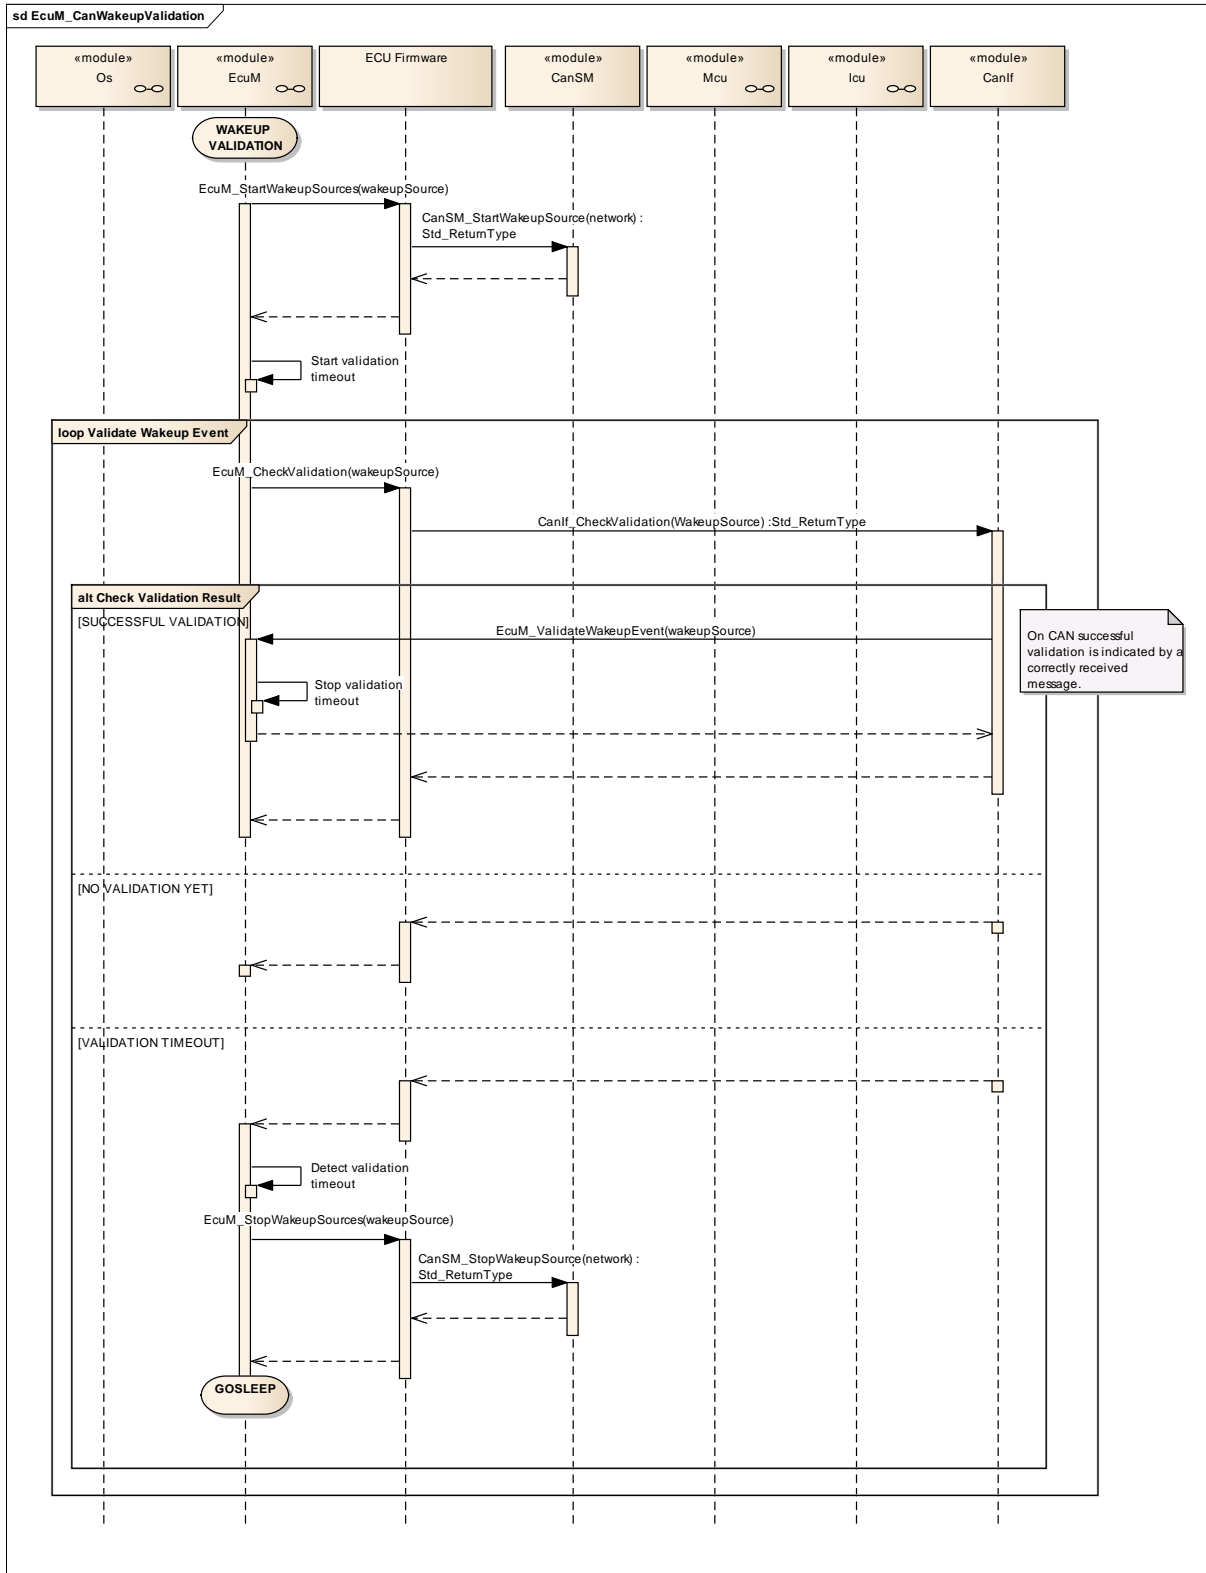 sd EcuM_CanWakeupValidation
«module»
Os
«module»
EcuM
ECU Firmware
«module»
CanSM
«module»
Mcu
«module»
Icu
«module»
CanIf
WAKEUP
VALIDATION
EcuM_StartWakeupSources(wakeupSource)
CanSM_StartWakeupSource(network) :
Std_ReturnType
Start validation
timeout
loop Validate Wakeup Event
EcuM_CheckValidation(wakeupSource)
CanIf_CheckValidation(WakeupSource) :Std_ReturnType
alt Check Validation Result
[SUCCESSFUL VALIDATION]
EcuM_ValidateWakeupEvent(wakeupSource)
On CAN successful
validation is indicated by a
correctly received
message.
Stop validation
timeout
[NO VALIDATION YET]
[VALIDATION TIMEOUT]
Detect validation
timeout
EcuM_StopWakeupSources(wakeupSource)
CanSM_StopWakeupSource(network) :
Std_ReturnType
GOSLEEP